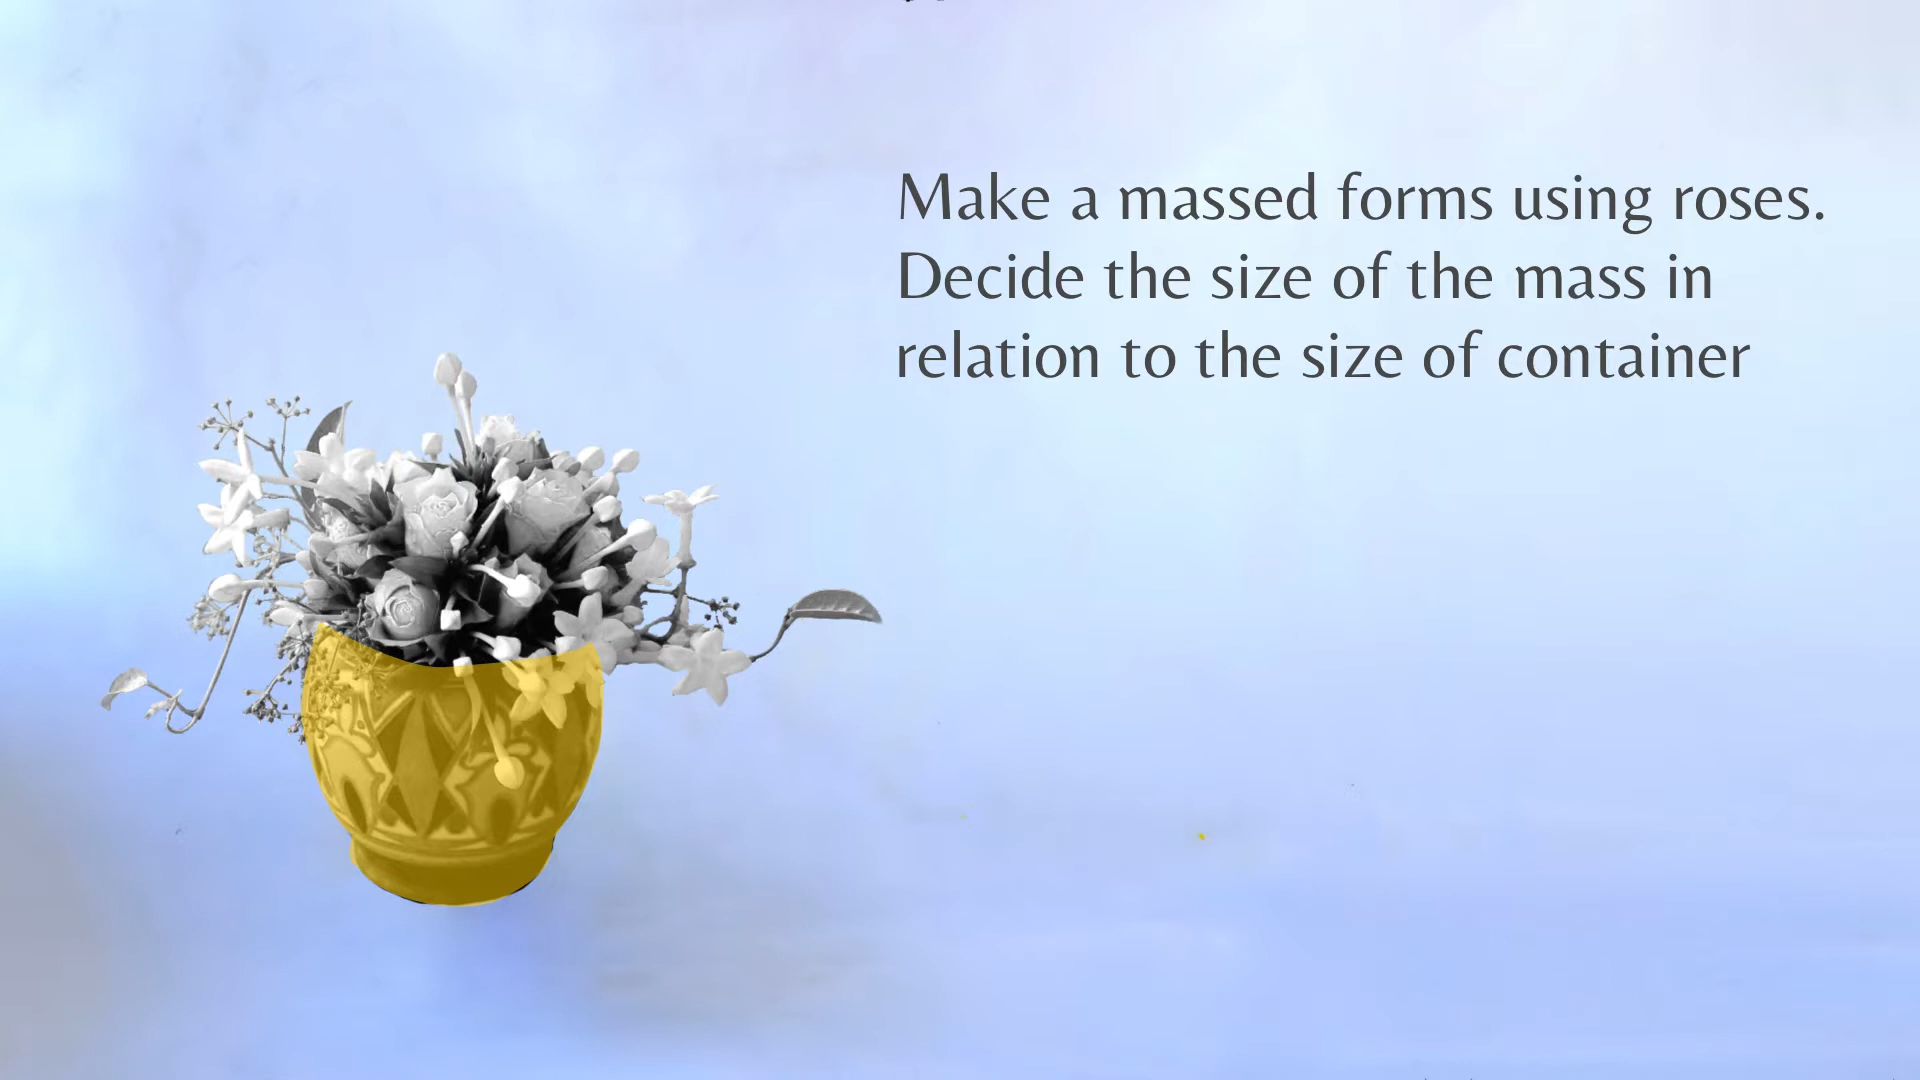 Make a massed forms using roses.
Decide the size of the mass in
relation to the size of container